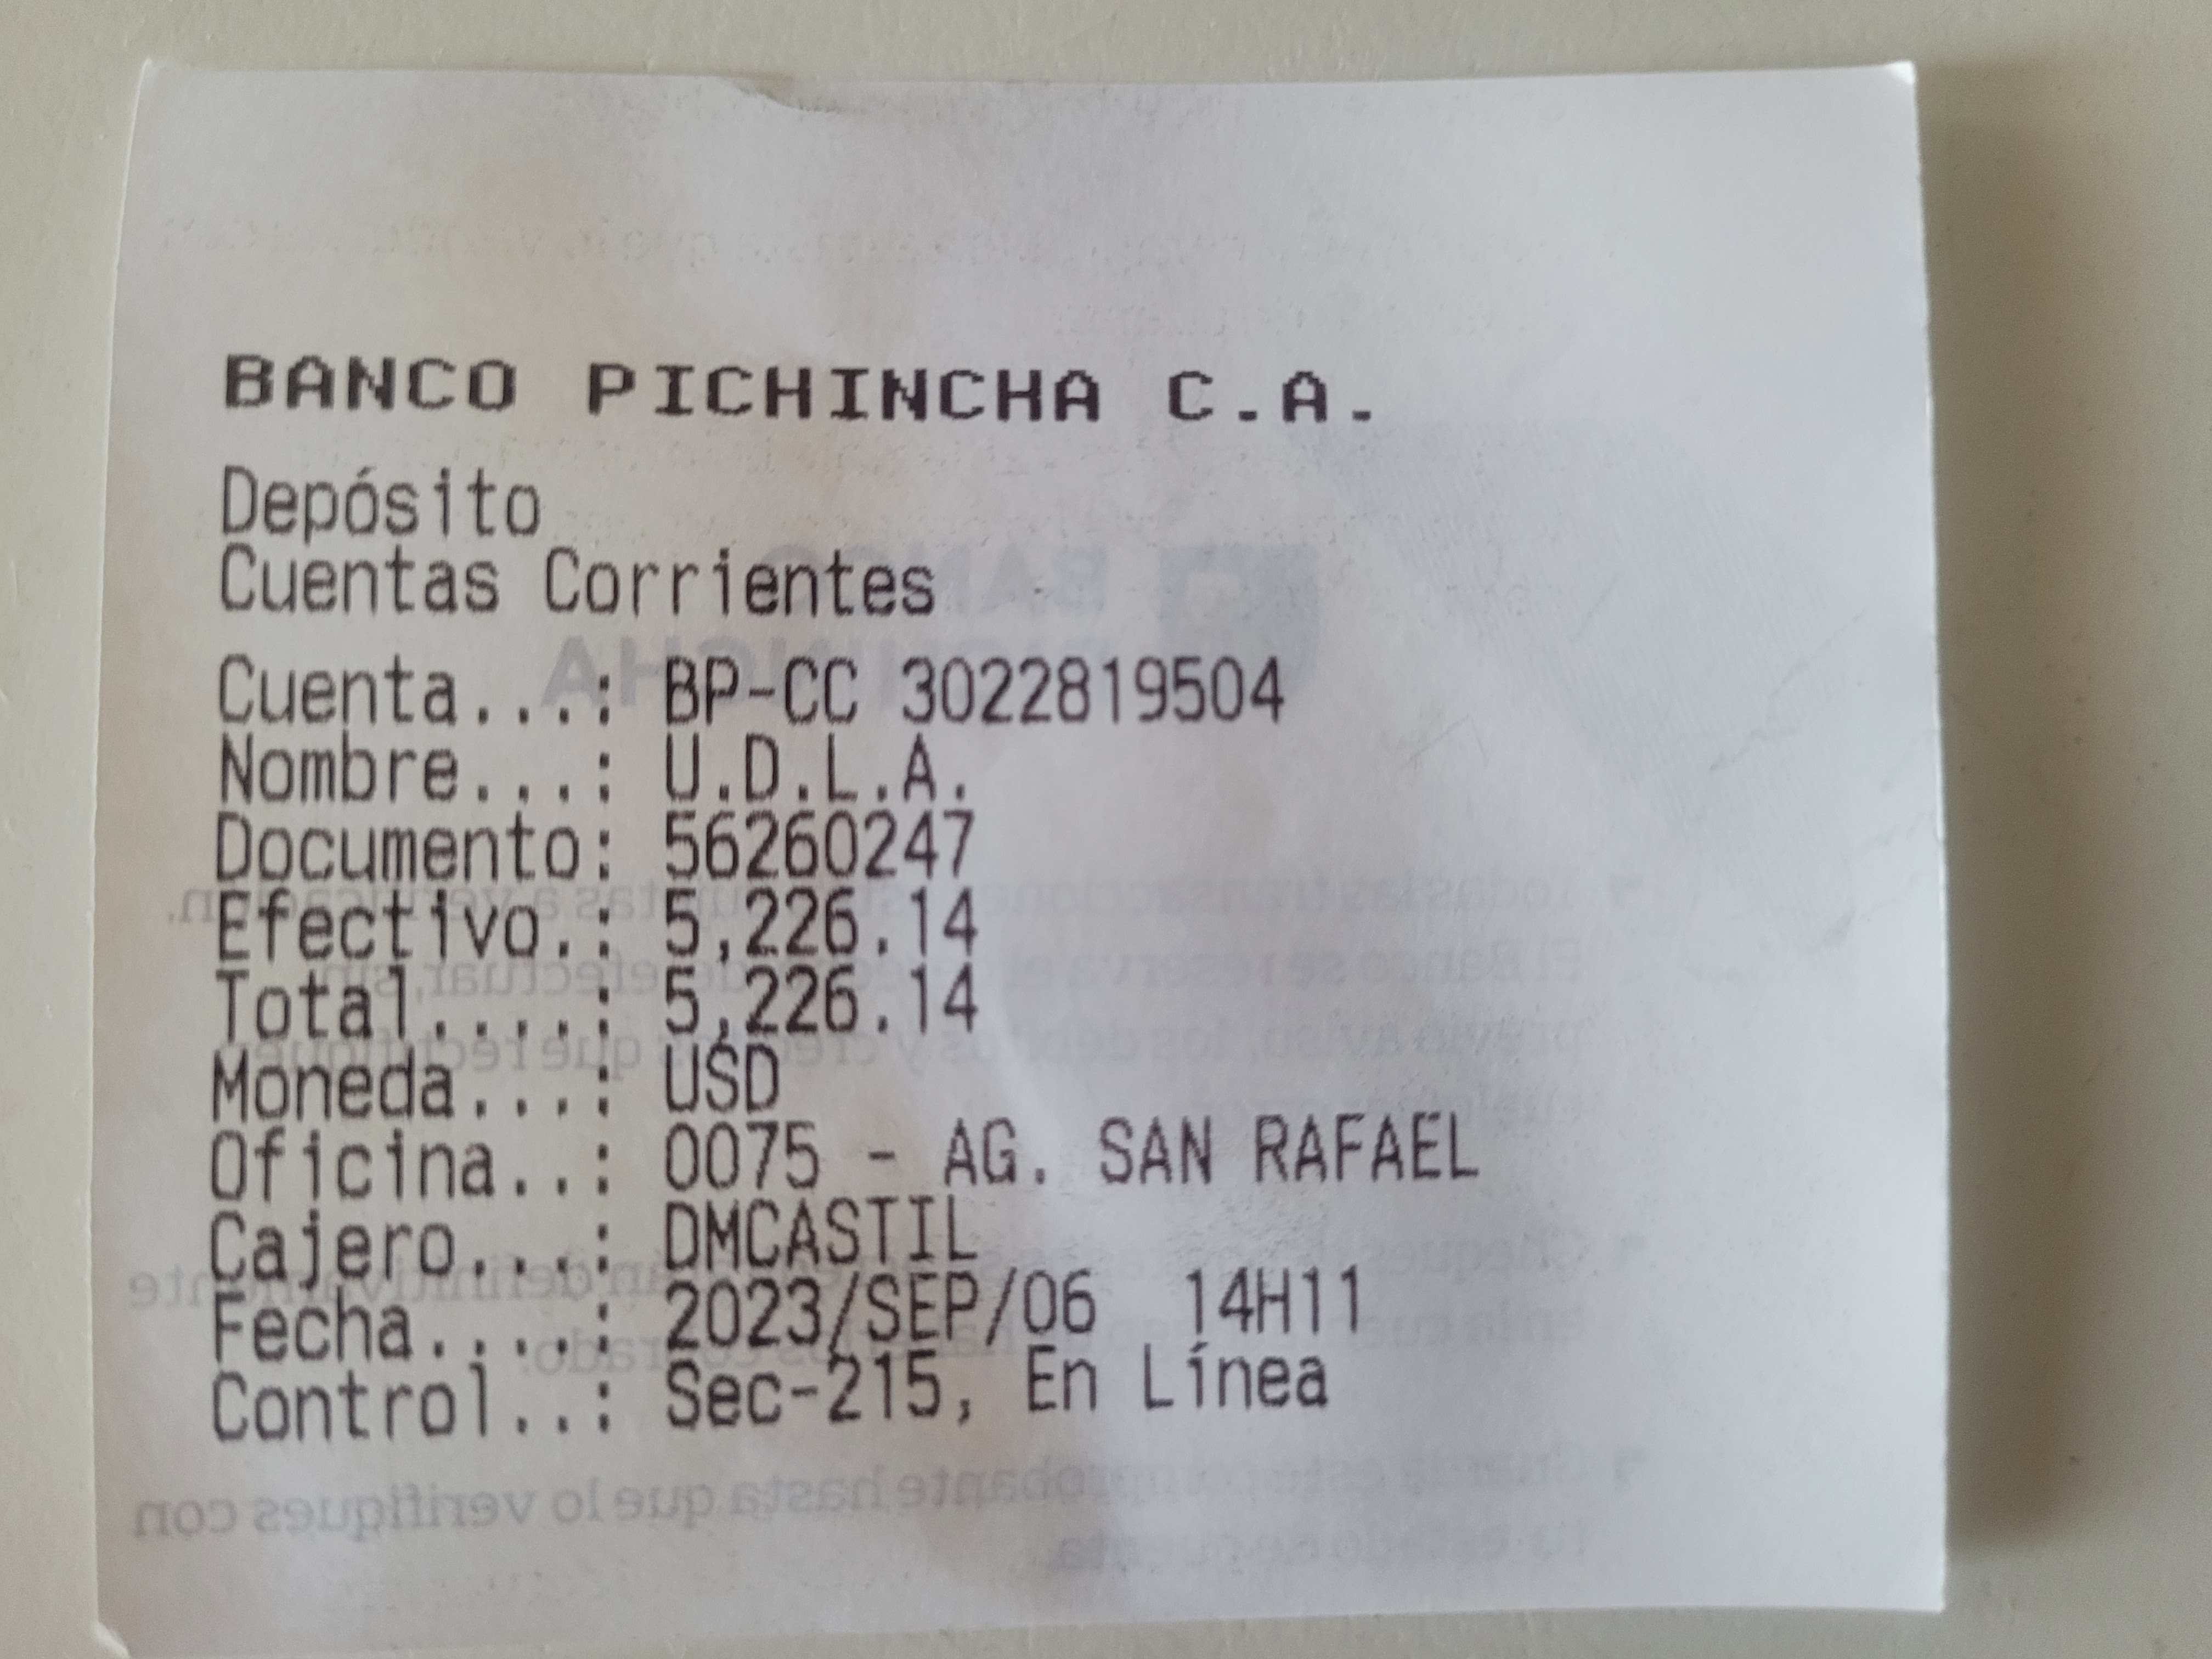 BANCO PICHINCHA C.A.
Depósito
Cuentas Corrientes
Cuenta...: BP-CC 3022819504
Nombre...: U.D.L.A.
Documento: 56260247
Efectivo.: 5,226.14
Total....: 5,226.14
Moneda...: USD
Oficina..: 0075 - AG. SAN RAFAEL
Cajero...: DMCASTIL
Fecha....: 2023/SEP/06  14H11
Control..: Sec-215, En Línea